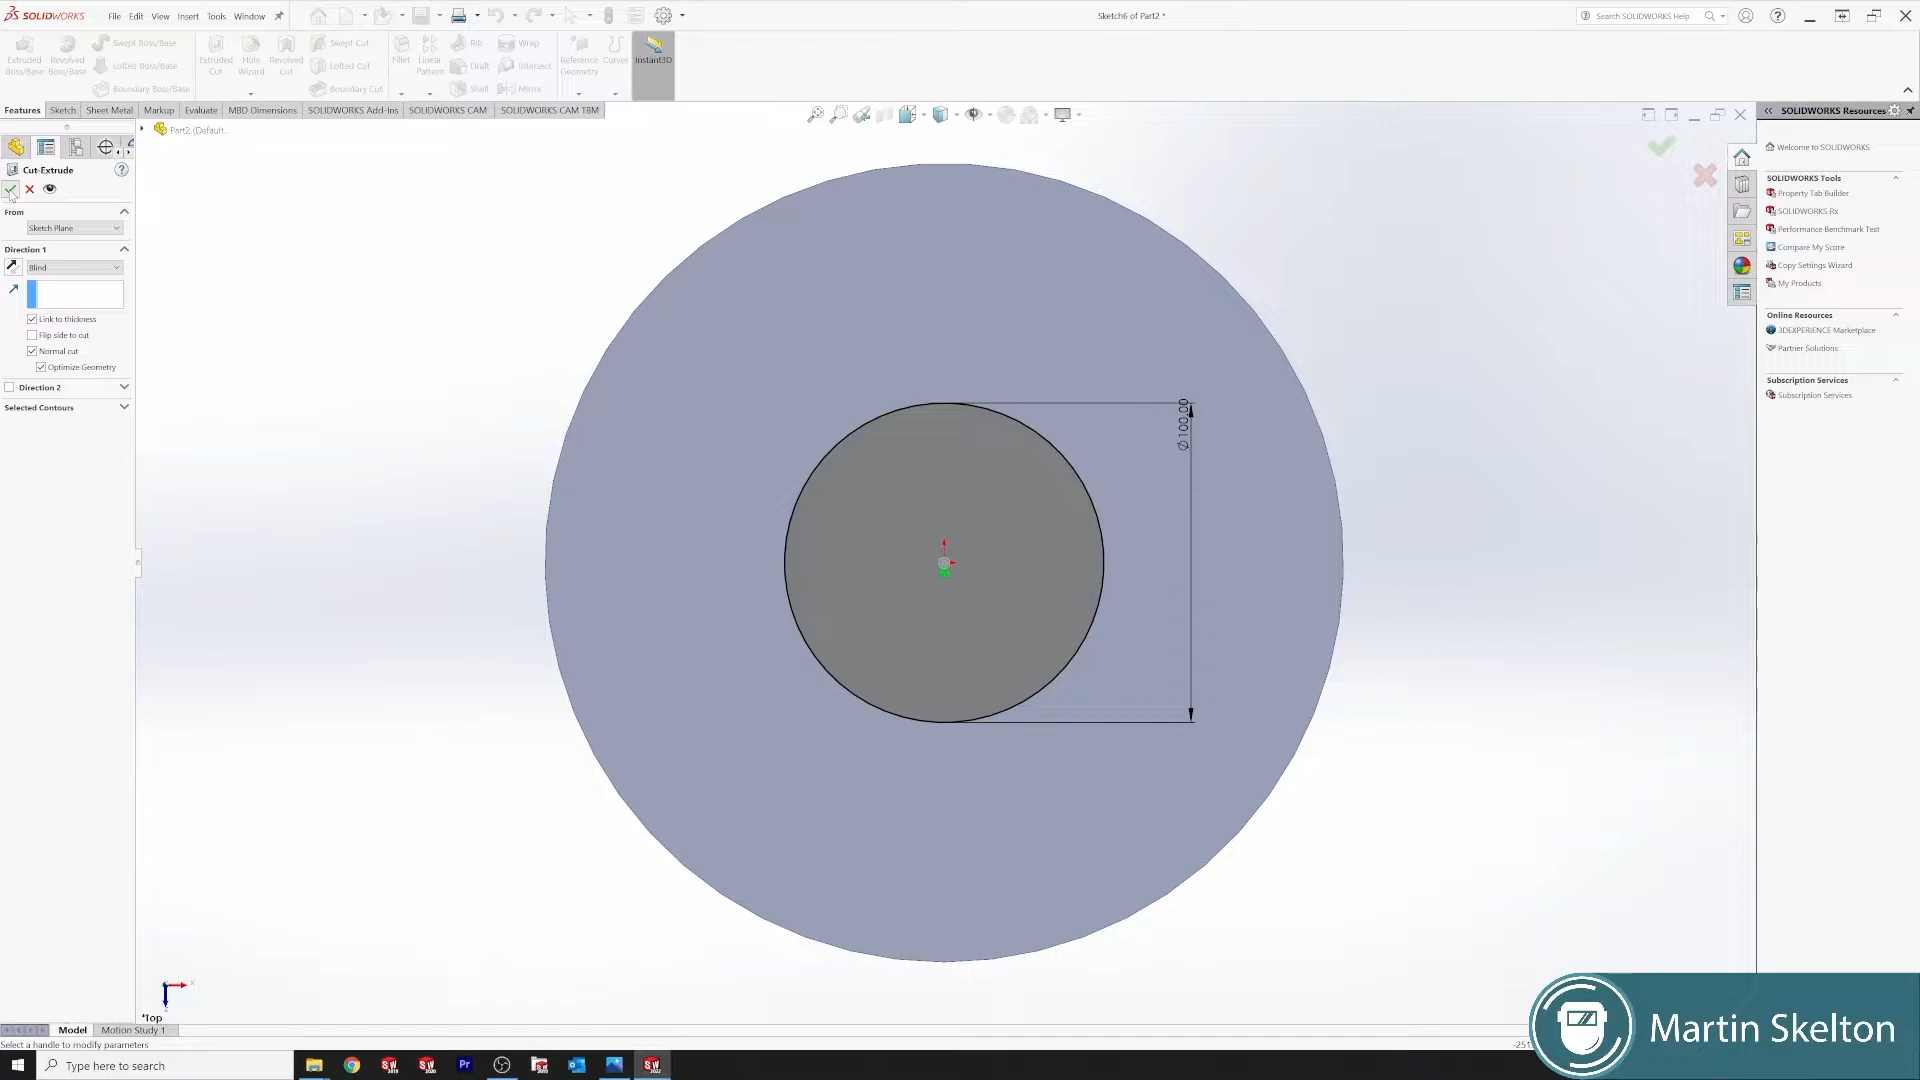 SOLIDWORKS File Edit View Insert Tools Window
Sketch6 of Part2 *
Search SOLIDWORKS Help
Extruded Boss/Base
Revolved Boss/Base
Swept Boss/Base
Lofted Boss/Base
Boundary Boss/Base
Extruded Cut
Hole Wizard
Revolved Cut
Swept Cut
Lofted Cut
Boundary Cut
Fillet
Linear Pattern
Rib
Draft
Shell
Wrap
Intersect
Mirror
Reference Geometry
Curves
Instant3D
Features Sketch Sheet Metal Markup Evaluate MBD Dimensions SOLIDWORKS Add-Ins SOLIDWORKS CAM SOLIDWORKS CAM TBM
Part2 (Default...
Cut-Extrude
From
Sketch Plane
Direction 1
Blind
Link to thickness
Flip side to cut
Normal cut
Optimize Geometry
Direction 2
Selected Contours
Ø100.00
SOLIDWORKS Resources
Welcome to SOLIDWORKS
SOLIDWORKS Tools
Property Tab Builder
SOLIDWORKS Rx
Performance Benchmark Test
Compare My Score
Copy Settings Wizard
My Products
Online Resources
3DEXPERIENCE Marketplace
Partner Solutions
Subscription Services
Subscription Services
*Top
Model Motion Study 1
Select a handle to modify parameters
Martin Skelton
Type here to search